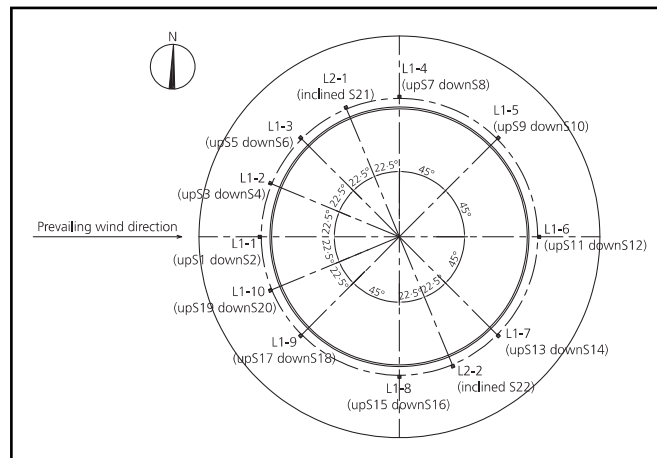 N
L1-4
(upS7 downS8)
L2-1
(inclined S21)
L1-5
(upS9 downS10)
L1-3
(upS5 downS6)
L1-2
(upS3 downS4)
22·5°
22·5°
45°
22·5°
22·5°
45°
Prevailing wind direction
L1-1
(upS1 downS2)
L1-6
(upS11 downS12)
22·5°
22·5°
45°
45°
22·5°
22·5°
L1-10
(upS19 downS20)
L1-9
(upS17 downS18)
L1-7
(upS13 downS14)
L2-2
(inclined S22)
L1-8
(upS15 downS16)